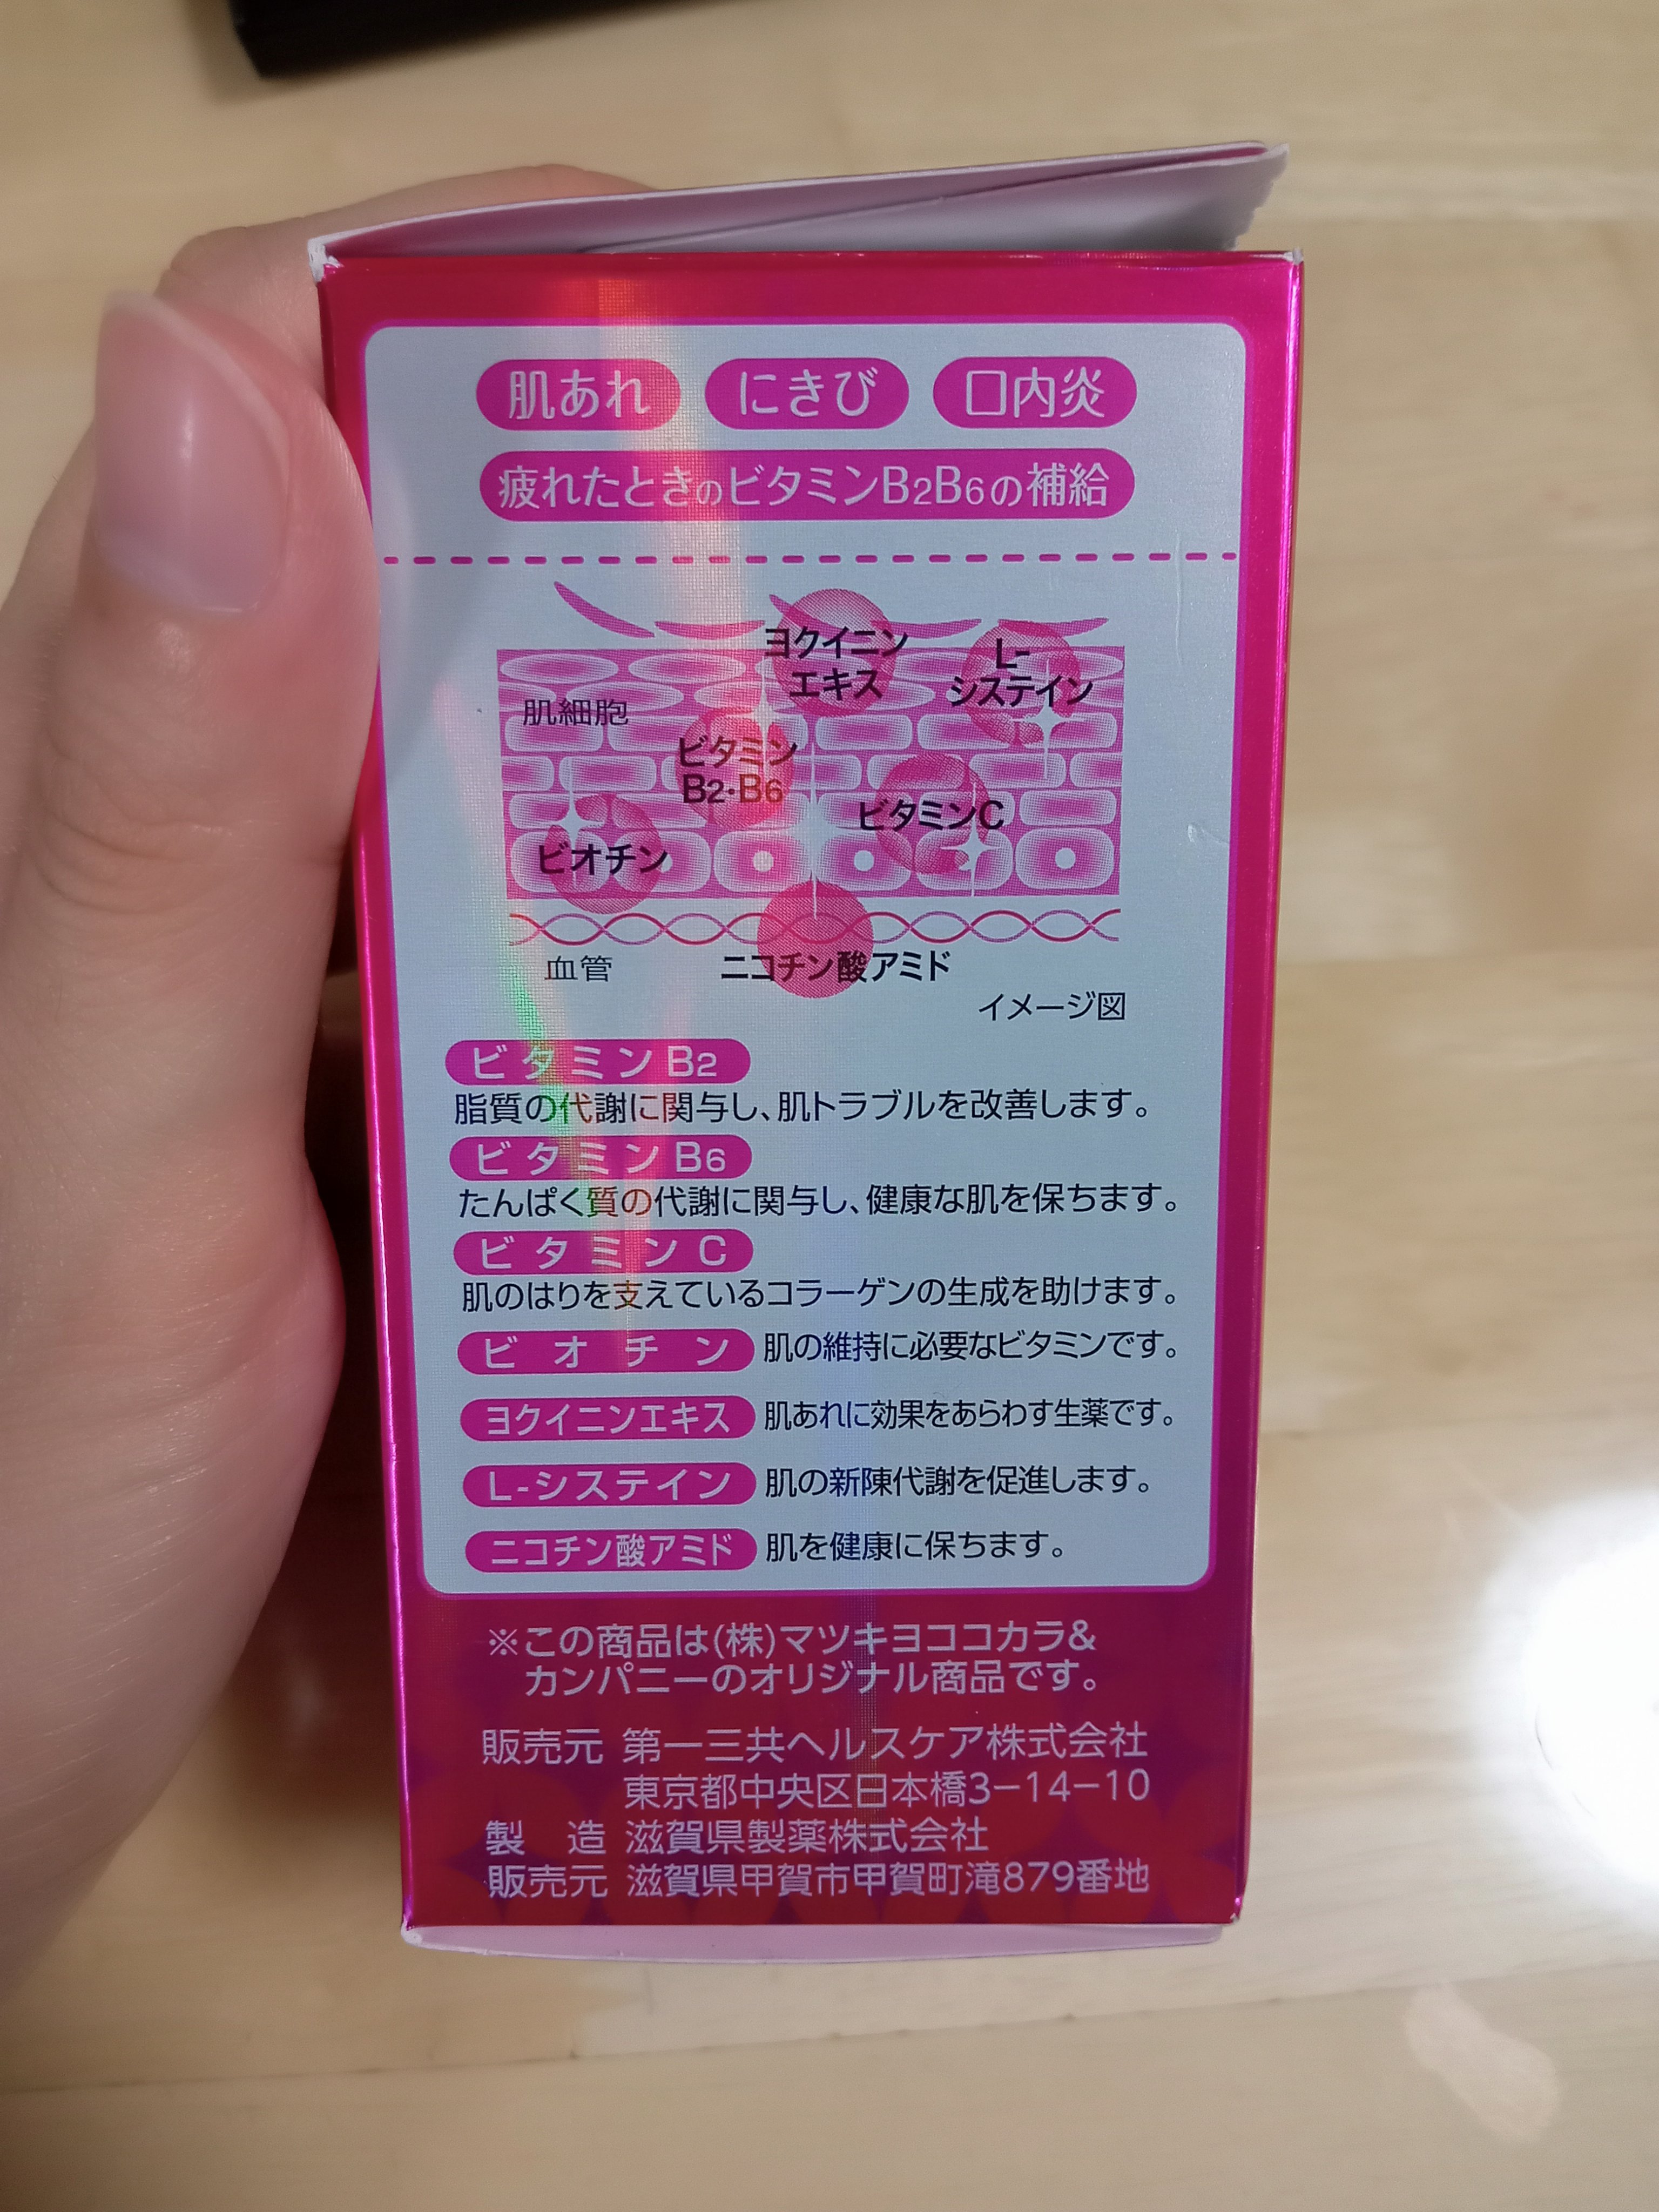 肌あれ にきび 口内炎
疲れたときのビタミンB2B6の補給
ヨクイニン
エキス
L-
システイン
肌細胞
ビタミン
B2・B6
ビタミンC
ビオチン
血管
ニコチン酸アミド
イメージ図
ビタミンB2
脂質の代謝に関与し、肌トラブルを改善します。
ビタミンB6
たんぱく質の代謝に関与し、健康な肌を保ちます。
ビタミンC
肌のはりを支えているコラーゲンの生成を助けます。
ビオチン 肌の維持に必要なビタミンです。
ヨクイニンエキス 肌あれに効果をあらわす生薬です。
L-システイン 肌の新陳代謝を促進します。
ニコチン酸アミド 肌を健康に保ちます。
※この商品は(株)マツキヨココカラ&
カンパニーのオリジナル商品です。
販売元 第一三共ヘルスケア株式会社
東京都中央区日本橋3-14-10
製造 滋賀県製薬株式会社
販売元 滋賀県甲賀市甲賀町滝879番地